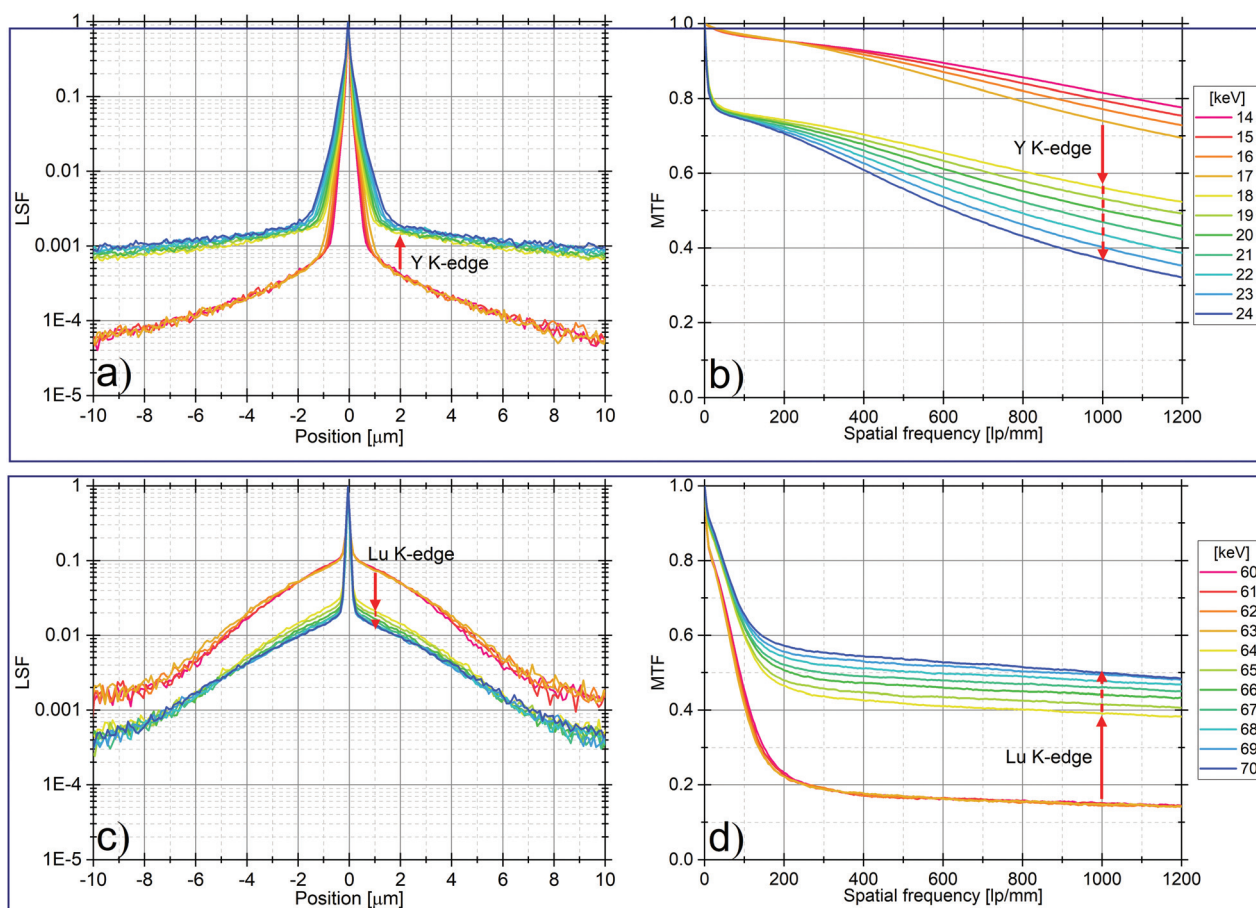 1
0.1
0.01
0.001
1E-4
1E-5
LSF
Y K-edge
a)
-10 -8 -6 -4 -2 0 2 4 6 8 10
Position [μm]
1.0
0.8
0.6
0.4
0.2
0.0
MTF
Y K-edge
b)
0 200 400 600 800 1000 1200
Spatial frequency [lp/mm]
[keV]
14
15
16
17
18
19
20
21
22
23
24
1
0.1
0.01
0.001
1E-4
1E-5
LSF
Lu K-edge
c)
-10 -8 -6 -4 -2 0 2 4 6 8 10
Position [μm]
1.0
0.8
0.6
0.4
0.2
0.0
MTF
Lu K-edge
d)
0 200 400 600 800 1000 1200
Spatial frequency [lp/mm]
[keV]
60
61
62
63
64
65
66
67
68
69
70